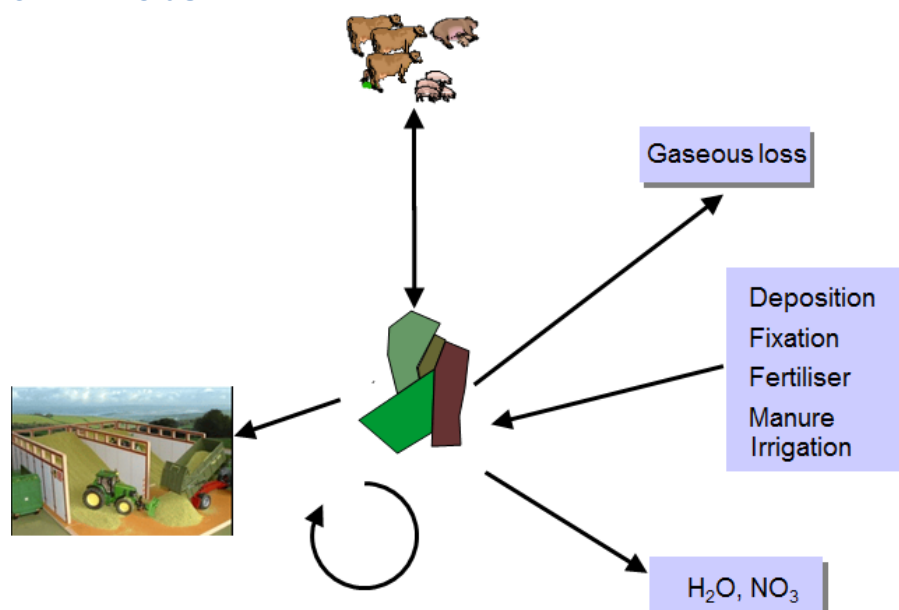 Gaseous loss
Deposition
Fixation
Fertiliser
Manure
Irrigation
H₂O, NO₃